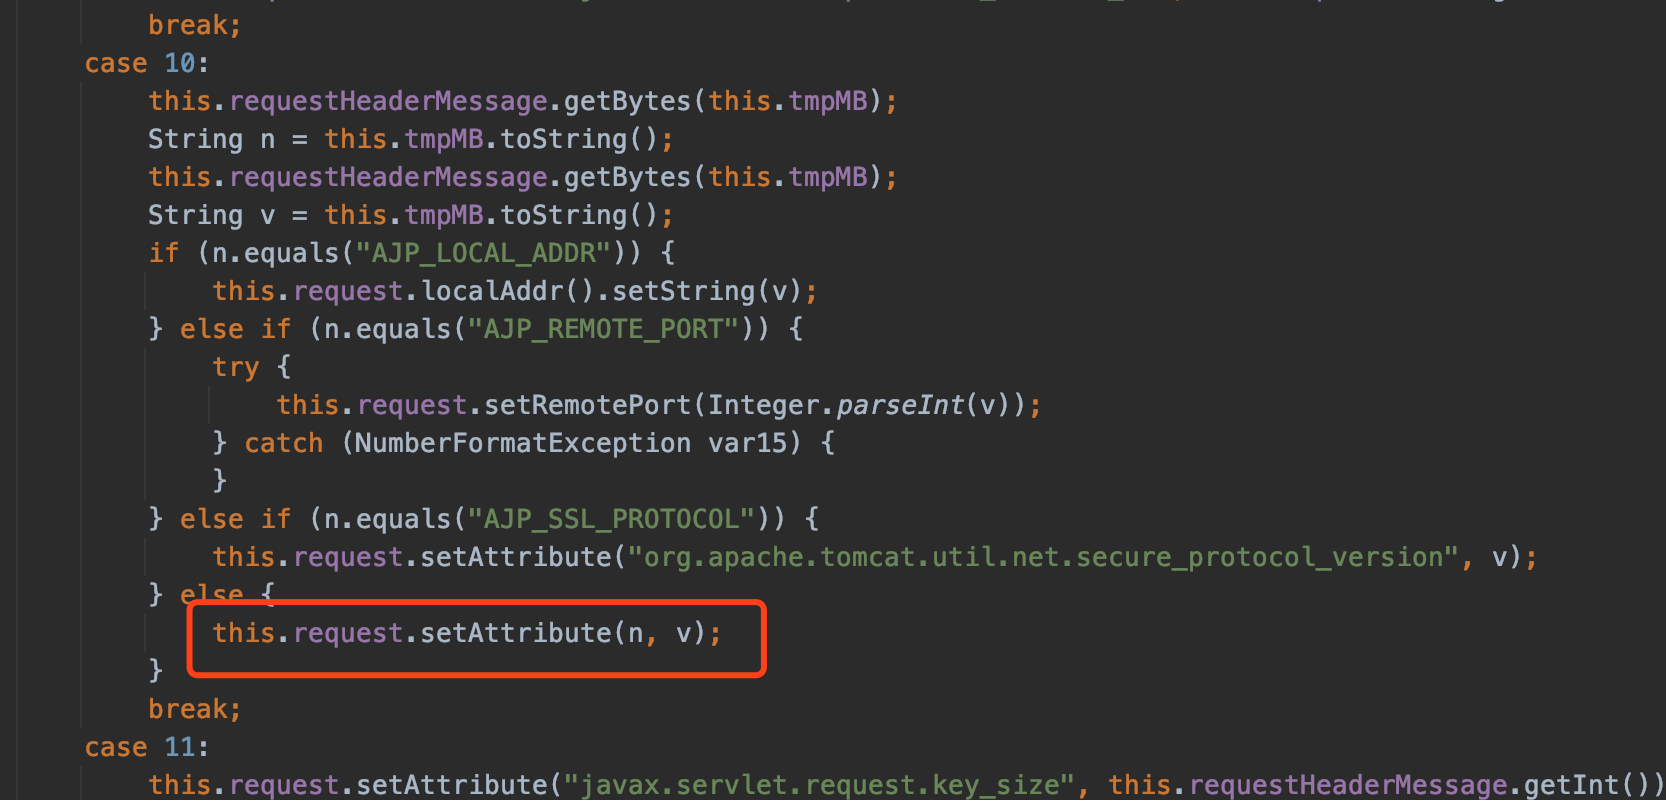 break;
case 10:
this.requestHeaderMessage.getBytes(this.tmpMB);
String n = this.tmpMB.toString();
this.requestHeaderMessage.getBytes(this.tmpMB);
String v = this.tmpMB.toString();
if (n.equals("AJP_LOCAL_ADDR")) {
this.request.localAddr().setString(v);
} else if (n.equals("AJP_REMOTE_PORT")) {
try {
this.request.setRemotePort(Integer.parseInt(v));
} catch (NumberFormatException var15) {
}
} else if (n.equals("AJP_SSL_PROTOCOL")) {
this.request.setAttribute("org.apache.tomcat.util.net.secure_protocol_version", v);
} else {
this.request.setAttribute(n, v);
}
break;
case 11:
this.request.setAttribute("javax.servlet.request.key_size", this.requestHeaderMessage.getInt())